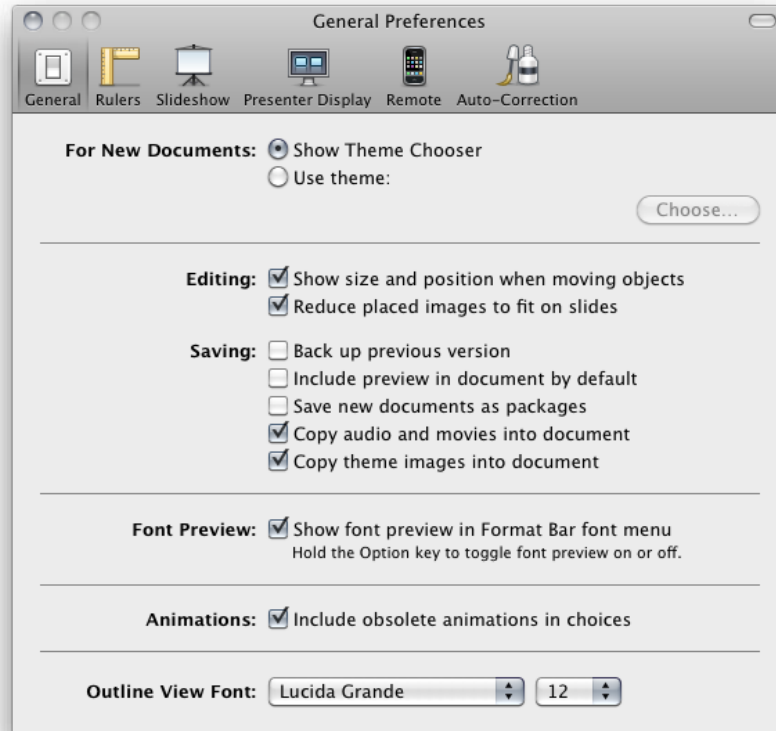 General Preferences
General Rulers Slideshow Presenter Display Remote Auto-Correction
For New Documents: Show Theme Chooser
Use theme:
Choose...
Editing: Show size and position when moving objects
Reduce placed images to fit on slides
Saving: Back up previous version
Include preview in document by default
Save new documents as packages
Copy audio and movies into document
Copy theme images into document
Font Preview: Show font preview in Format Bar font menu
Hold the Option key to toggle font preview on or off.
Animations: Include obsolete animations in choices
Outline View Font: Lucida Grande 12